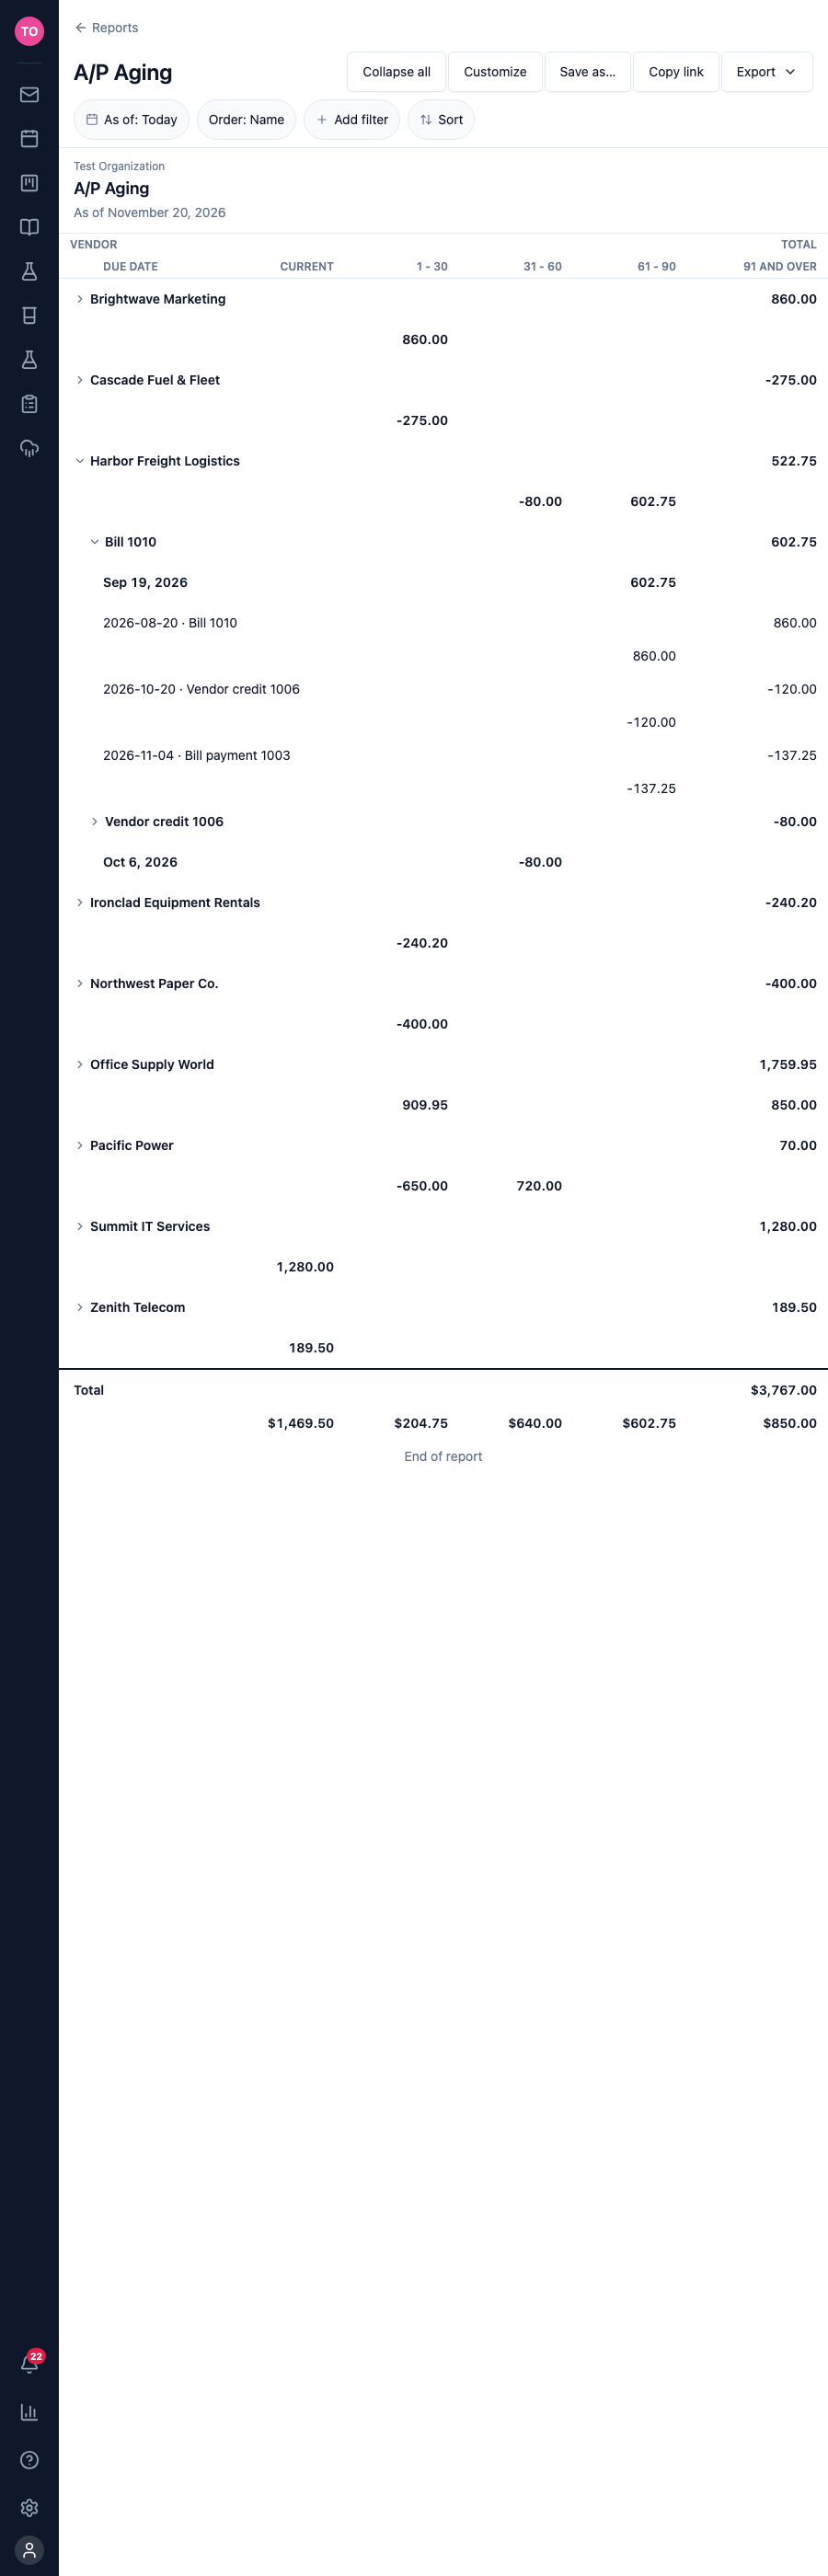 TO
Reports
A/P Aging
Collapse all Customize Save as... Copy link Export
As of: Today Order: Name Add filter Sort
Test Organization
A/P Aging
As of November 20, 2026
VENDOR TOTAL
DUE DATE CURRENT 1 - 30 31 - 60 61 - 90 91 AND OVER
Brightwave Marketing 860.00
860.00
Cascade Fuel & Fleet -275.00
-275.00
Harbor Freight Logistics 522.75
-80.00 602.75
Bill 1010 602.75
Sep 19, 2026 602.75
2026-08-20 · Bill 1010 860.00
860.00
2026-10-20 · Vendor credit 1006 -120.00
-120.00
2026-11-04 · Bill payment 1003 -137.25
-137.25
Vendor credit 1006 -80.00
Oct 6, 2026 -80.00
Ironclad Equipment Rentals -240.20
-240.20
Northwest Paper Co. -400.00
-400.00
Office Supply World 1,759.95
909.95 850.00
Pacific Power 70.00
-650.00 720.00
Summit IT Services 1,280.00
1,280.00
Zenith Telecom 189.50
189.50
Total $3,767.00
$1,469.50 $204.75 $640.00 $602.75 $850.00
End of report
22